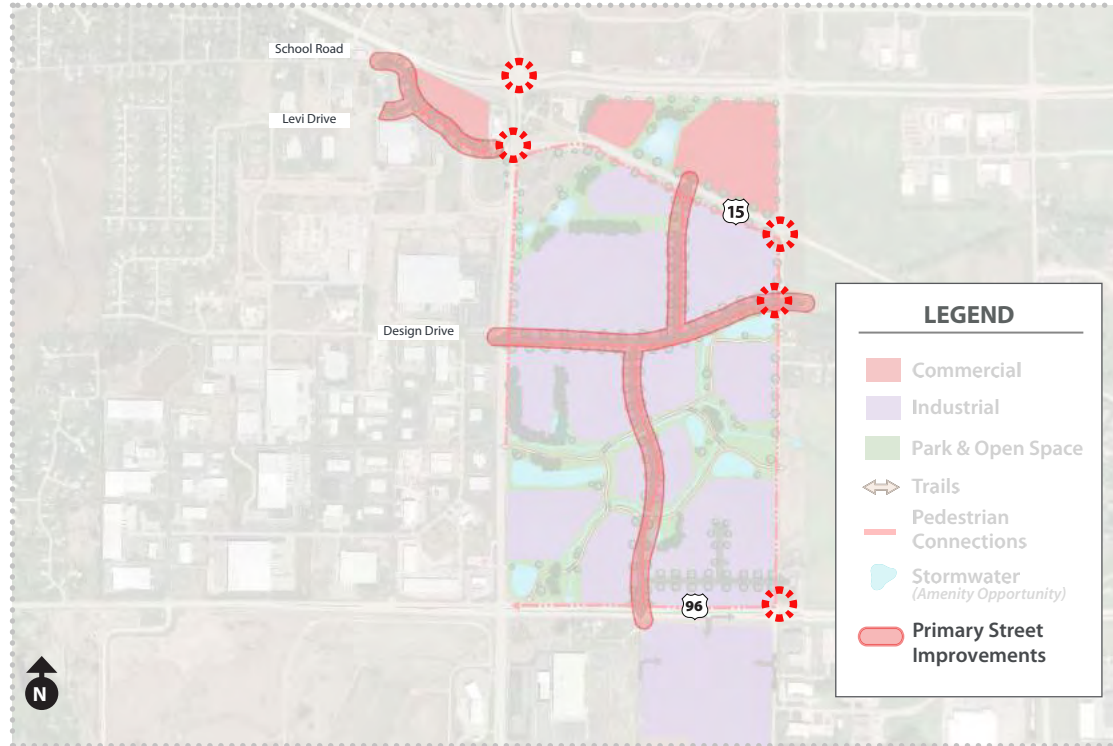 School Road
Levi Drive
15
Design Drive
96
N
LEGEND
Commercial
Industrial
Park & Open Space
Trails
Pedestrian
Connections
Stormwater
(Amenity Opportunity)
Primary Street
Improvements